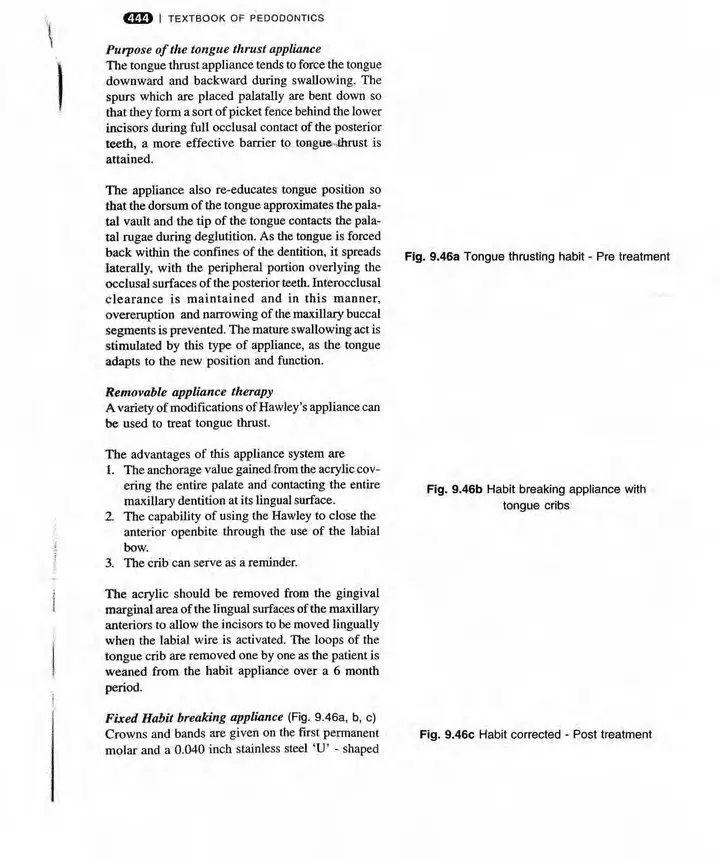 444 | TEXTBOOK OF PEDODONTICS
Purpose of the tongue thrust appliance
The tongue thrust appliance tends to force the tongue
downward and backward during swallowing. The
spurs which are placed palatally are bent down so
that they form a sort of picket fence behind the lower
incisors during full occlusal contact of the posterior
teeth, a more effective barrier to tongue-thrust is
attained.
The appliance also re-educates tongue position so
that the dorsum of the tongue approximates the pala-
tal vault and the tip of the tongue contacts the pala-
tal rugae during deglutition. As the tongue is forced
back within the confines of the dentition, it spreads
laterally, with the peripheral portion overlying the
occlusal surfaces of the posterior teeth. Interocclusal
clearance is maintained and in this manner,
overeruption and narrowing of the maxillary buccal
segments is prevented. The mature swallowing act is
stimulated by this type of appliance, as the tongue
adapts to the new position and function.
Removable appliance therapy
A variety of modifications of Hawley's appliance can
be used to treat tongue thrust.
The advantages of this appliance system are
1. The anchorage value gained from the acrylic cov-
ering the entire palate and contacting the entire
maxillary dentition at its lingual surface.
2. The capability of using the Hawley to close the
anterior openbite through the use of the labial
bow.
3. The crib can serve as a reminder.
The acrylic should be removed from the gingival
marginal area of the lingual surfaces of the maxillary
anteriors to allow the incisors to be moved lingually
when the labial wire is activated. The loops of the
tongue crib are removed one by one as the patient is
weaned from the habit appliance over a 6 month
period.
Fixed Habit breaking appliance (Fig. 9.46a, b, c)
Crowns and bands are given on the first permanent
molar and a 0.040 inch stainless steel 'U' - shaped
Fig. 9.46a Tongue thrusting habit - Pre treatment
Fig. 9.46b Habit breaking appliance with
tongue cribs
Fig. 9.46c Habit corrected - Post treatment